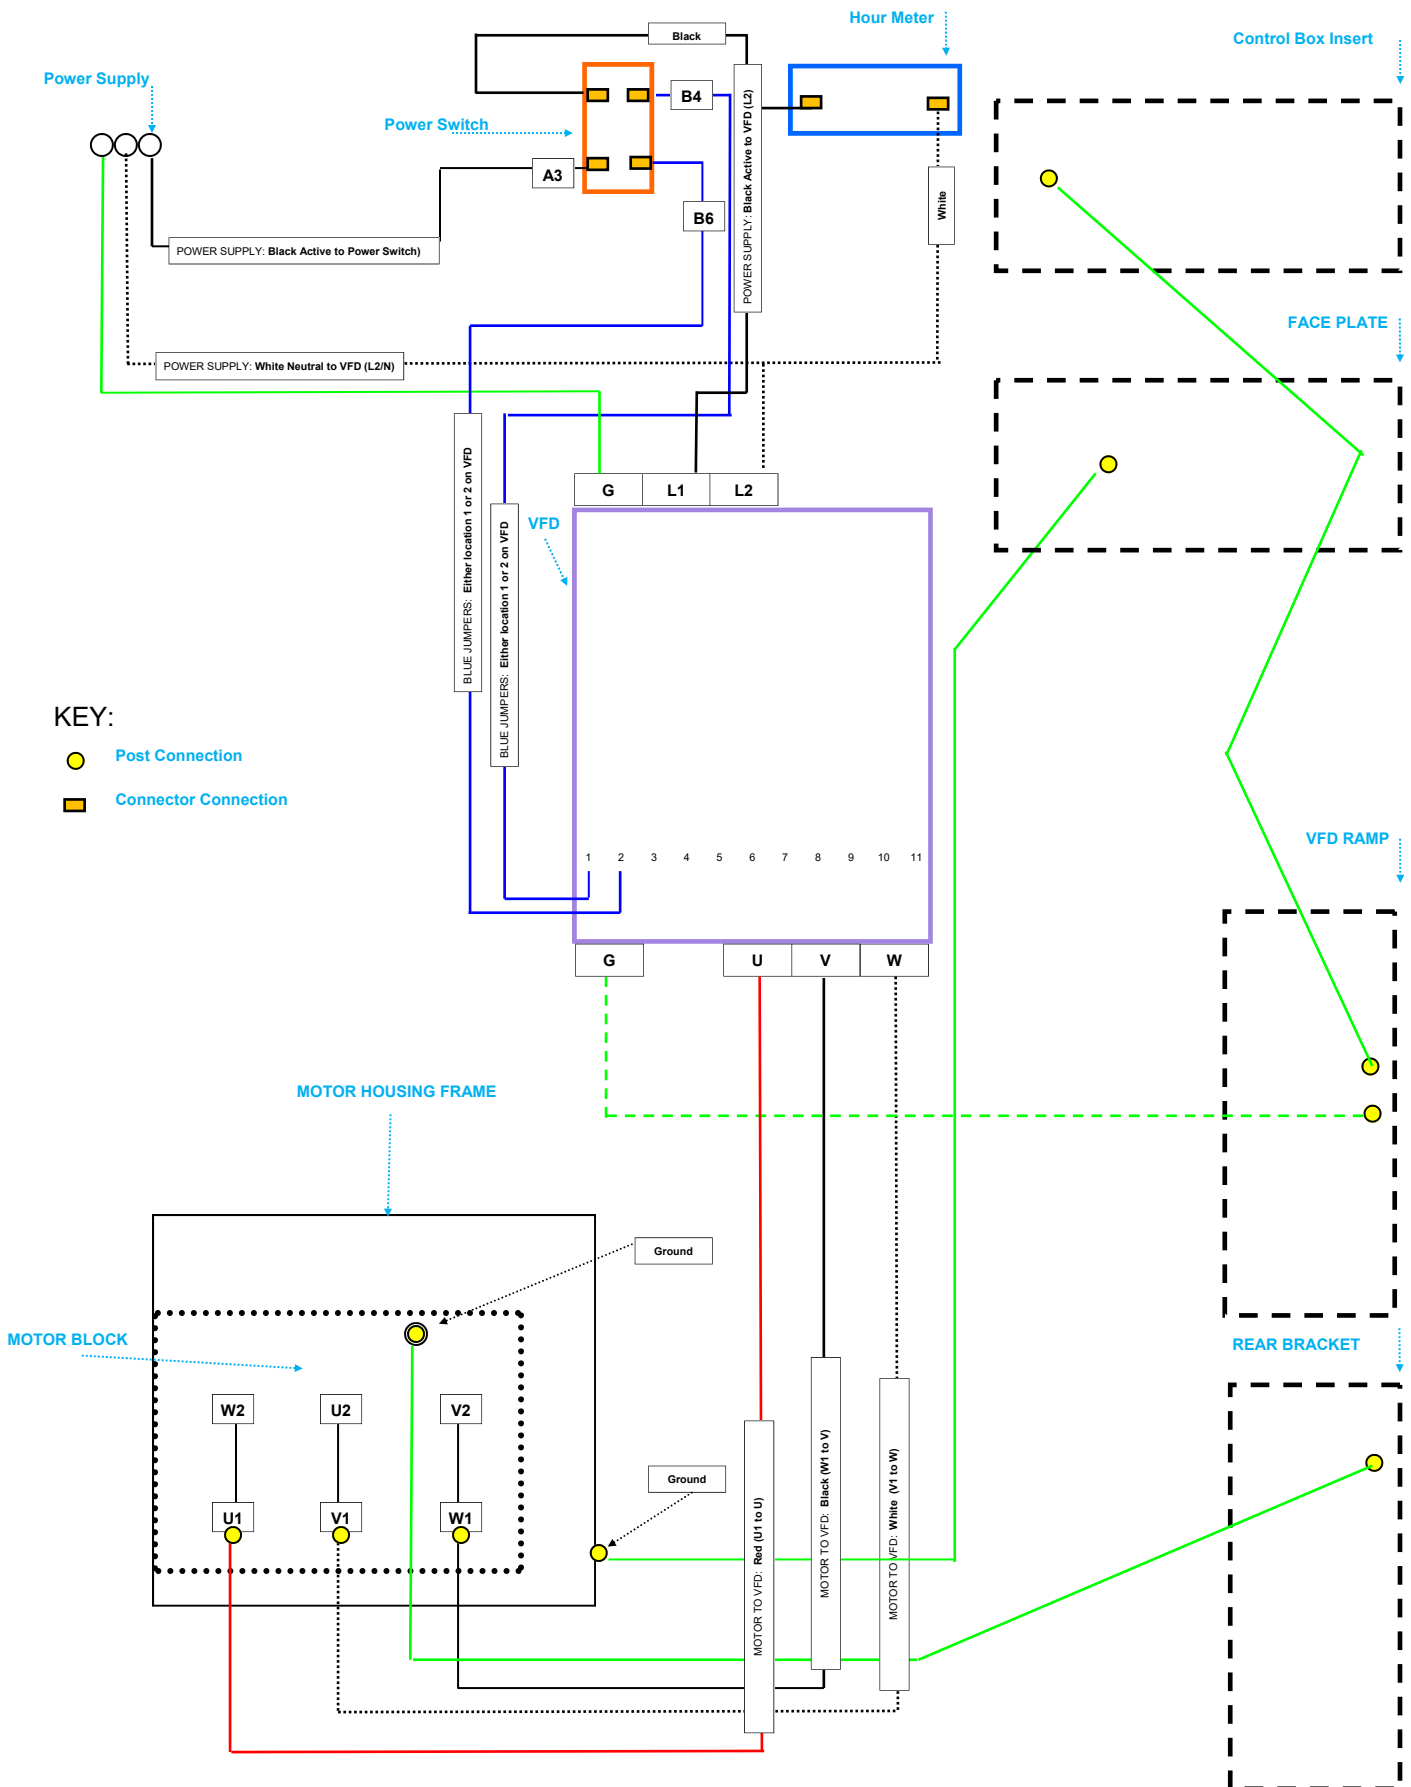 Hour Meter
Control Box Insert
Black
Power Supply
B4
Power Switch
A3
B6
POWER SUPPLY: Black Active to VFD (L2)
White
POWER SUPPLY: Black Active to Power Switch)
FACE PLATE
POWER SUPPLY: White Neutral to VFD (L2/N)
G
L1
L2
VFD
BLUE JUMPERS: Either location 1 or 2 on VFD
BLUE JUMPERS: Either location 1 or 2 on VFD
KEY:
Post Connection
Connector Connection
VFD RAMP
1 2 3 4 5 6 7 8 9 10 11
G
U
V
W
MOTOR HOUSING FRAME
Ground
MOTOR BLOCK
REAR BRACKET
W2
U2
V2
Ground
U1
V1
W1
MOTOR TO VFD: Red (U1 to U)
MOTOR TO VFD: Black (W1 to V)
MOTOR TO VFD: White (V1 to W)